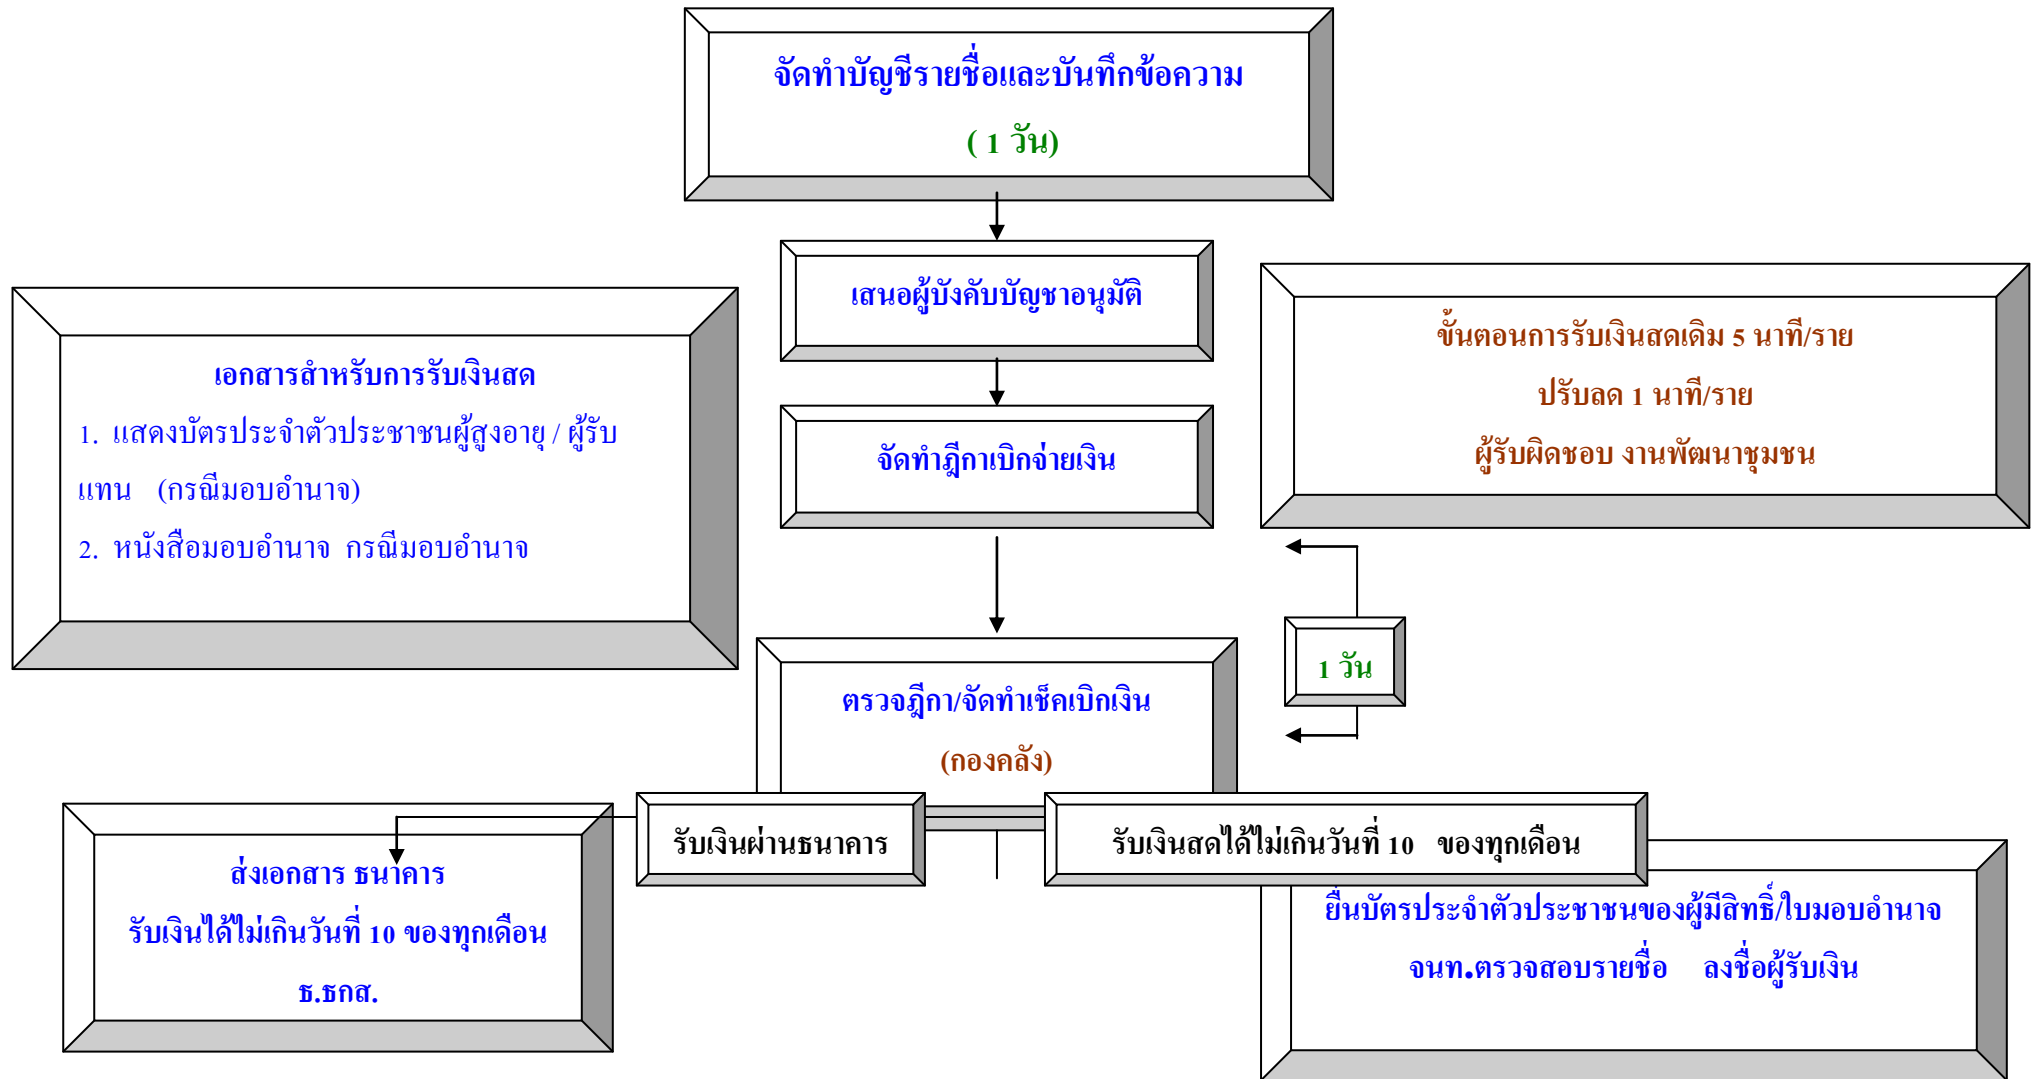 จัดทำบัญชีรายชื่อและบันทึกข้อความ
( 1 วัน)
เสนอผู้บังคับบัญชาอนุมัติ
เอกสารสำหรับการรับเงินสด
1. แสดงบัตรประจำตัวประชาชนผู้สูงอายุ / ผู้รับ
แทน (กรณีมอบอำนาจ)
2. หนังสือมอบอำนาจ กรณีมอบอำนาจ
จัดทำฎีกาเบิกจ่ายเงิน
ขั้นตอนการรับเงินสดเดิม 5 นาที/ราย
ปรับลด 1 นาที/ราย
ผู้รับผิดชอบ งานพัฒนาชุมชน
1 วัน
ตรวจฎีกา/จัดทำเช็คเบิกเงิน
(กองคลัง)
รับเงินผ่านธนาคาร
รับเงินสดได้ไม่เกินวันที่ 10 ของทุกเดือน
ส่งเอกสาร ธนาคาร
รับเงินได้ไม่เกินวันที่ 10 ของทุกเดือน
ธ.ธกส.
ยื่นบัตรประจำตัวประชาชนของผู้มีสิทธิ์/ใบมอบอำนาจ
จนท.ตรวจสอบรายชื่อ ลงชื่อผู้รับเงิน